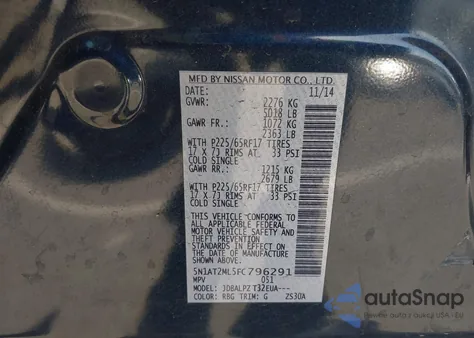 MFD BY NISSAN MOTOR CO., LTD.
DATE: 11/14
GVWR: 2276 KG
5018 LB
GAWR FR.: 1072 KG
2363 LB
WITH P225/65RF17 TIRES
17 X 7J RIMS AT 33 PSI
COLD SINGLE
GAWR RR.: 1215 KG
2679 LB
WITH P225/65RF17 TIRES
17 X 7J RIMS AT 33 PSI
COLD SINGLE
THIS VEHICLE CONFORMS TO
ALL APPLICABLE FEDERAL
MOTOR VEHICLE SAFETY
STANDARDS IN EFFECT ON THE
DATE OF MANUFACTURE
SHOWN ABOVE.
5N1AT2ML5FC796291
MPV 051
MODEL: JDBALPZ T32EUA---
COLOR: RBG TRIM: G ZS30A
autoSnap
Autosnap.com